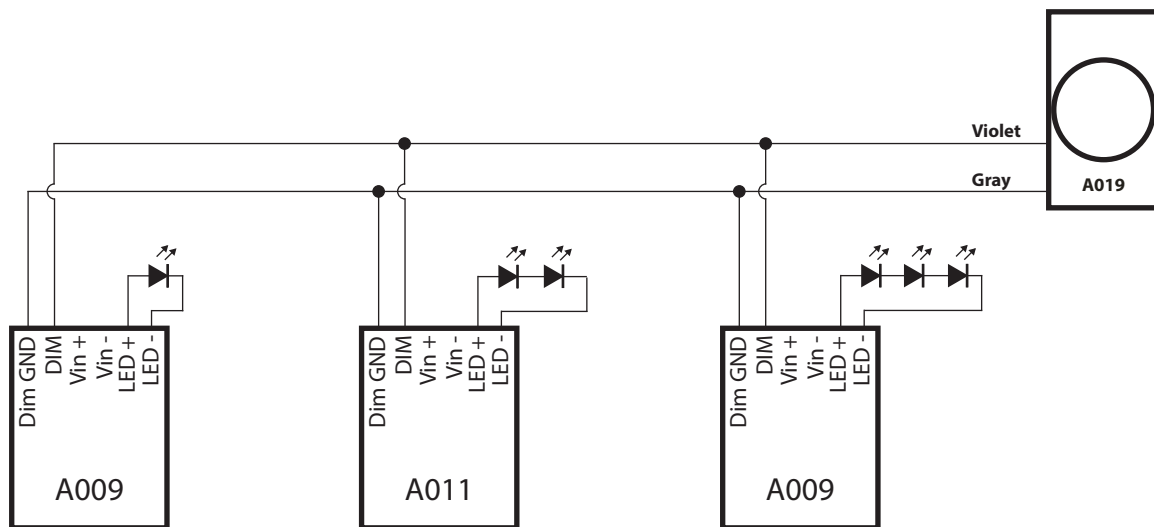 Violet
Gray
A019
Dim GND
DIM
Vin +
Vin -
LED +
LED -
A009
Dim GND
DIM
Vin +
Vin -
LED +
LED -
A011
Dim GND
DIM
Vin +
Vin -
LED +
LED -
A009